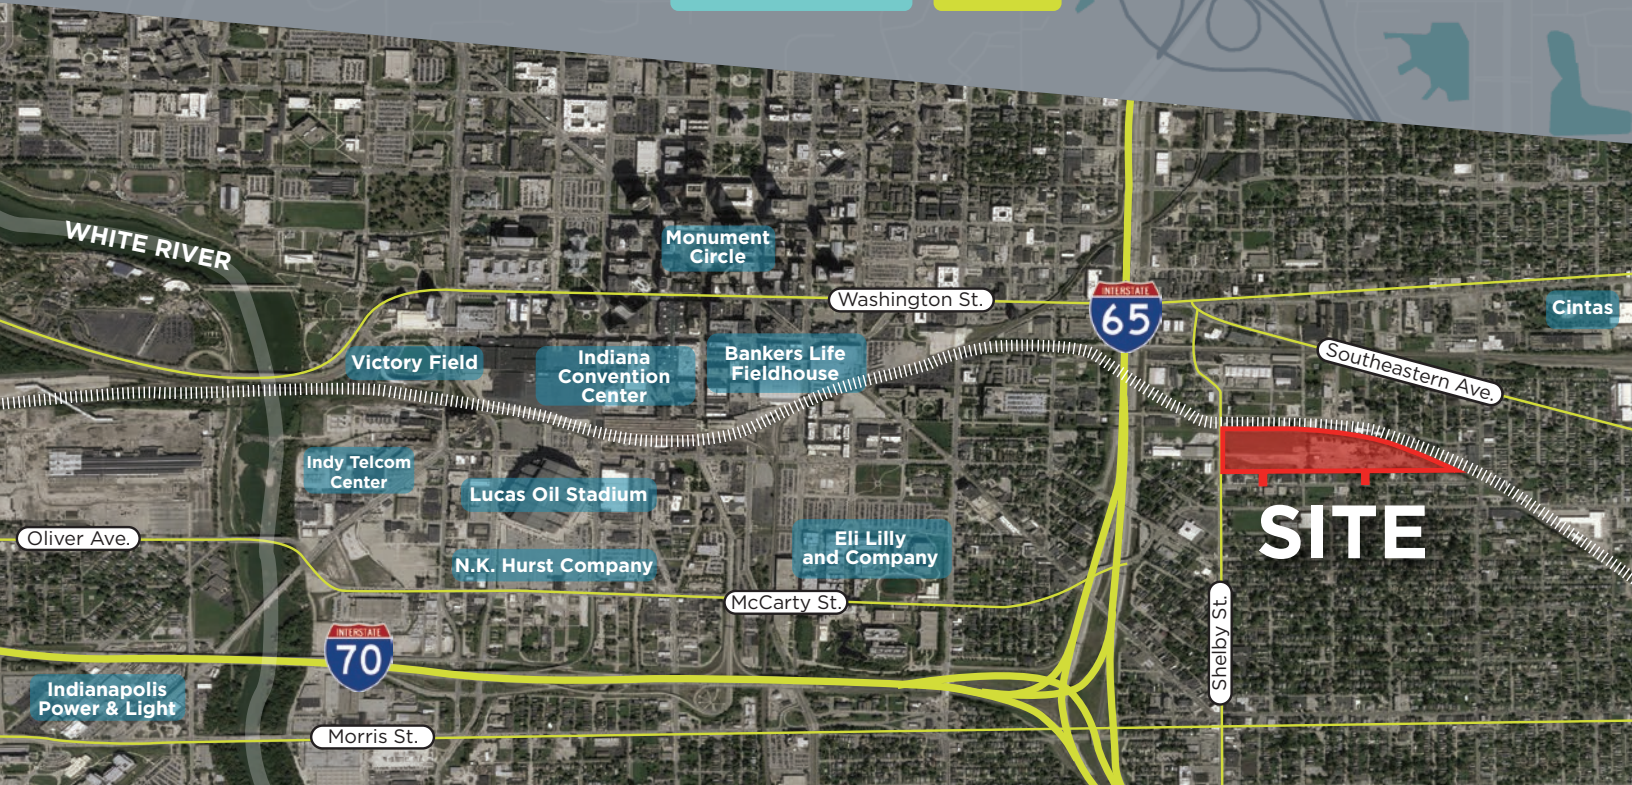 WHITE RIVER
Monument
Circle
Washington St.
INTERSTATE
65
Cintas
Southeastern Ave.
Victory Field
Indiana
Convention
Center
Bankers Life
Fieldhouse
Indy Telcom
Center
Lucas Oil Stadium
Eli Lilly
and Company
SITE
Oliver Ave.
N.K. Hurst Company
McCarty St.
Shelby St.
INTERSTATE
70
Indianapolis
Power & Light
Morris St.